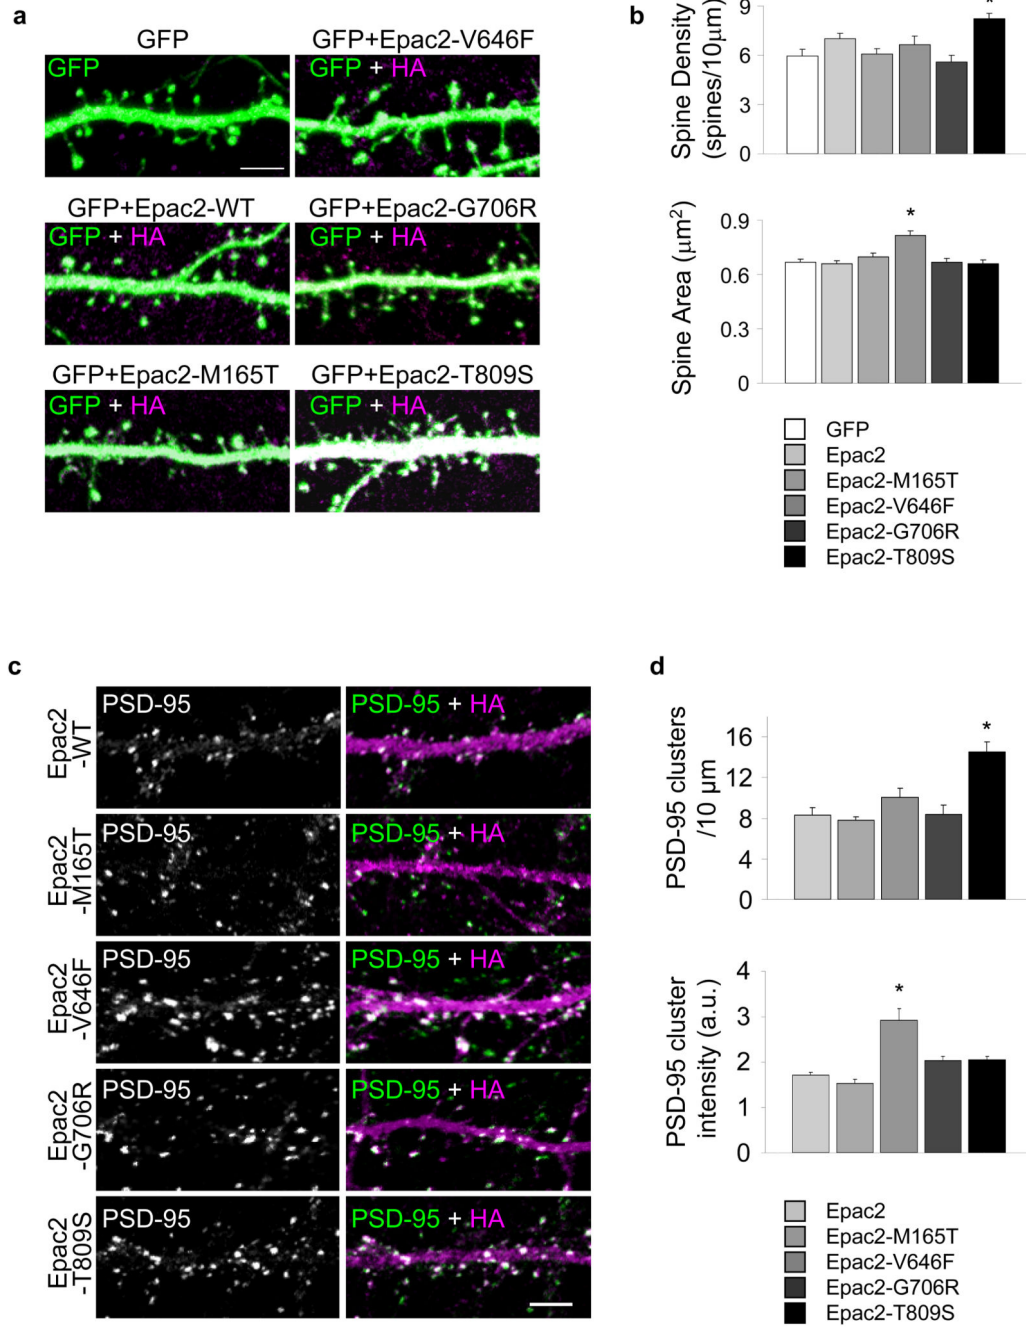 a
GFP
GFP+Epac2-V646F
GFP
GFP + HA
GFP+Epac2-WT
GFP+Epac2-G706R
GFP + HA
GFP + HA
GFP+Epac2-M165T
GFP+Epac2-T809S
GFP + HA
GFP + HA
b
Spine Density
(spines/10μm)
9
6
3
0
*
Spine Area (μm²)
0.9
0.6
0.3
0
*
GFP
Epac2
Epac2-M165T
Epac2-V646F
Epac2-G706R
Epac2-T809S
c
Epac2
-WT
PSD-95
PSD-95 + HA
Epac2
-M165T
PSD-95
PSD-95 + HA
Epac2
-V646F
PSD-95
PSD-95 + HA
Epac2
-G706R
PSD-95
PSD-95 + HA
Epac2
-T809S
PSD-95
PSD-95 + HA
d
PSD-95 clusters
/10 μm
16
12
8
4
0
*
PSD-95 cluster
intensity (a.u.)
4
3
2
1
0
*
Epac2
Epac2-M165T
Epac2-V646F
Epac2-G706R
Epac2-T809S